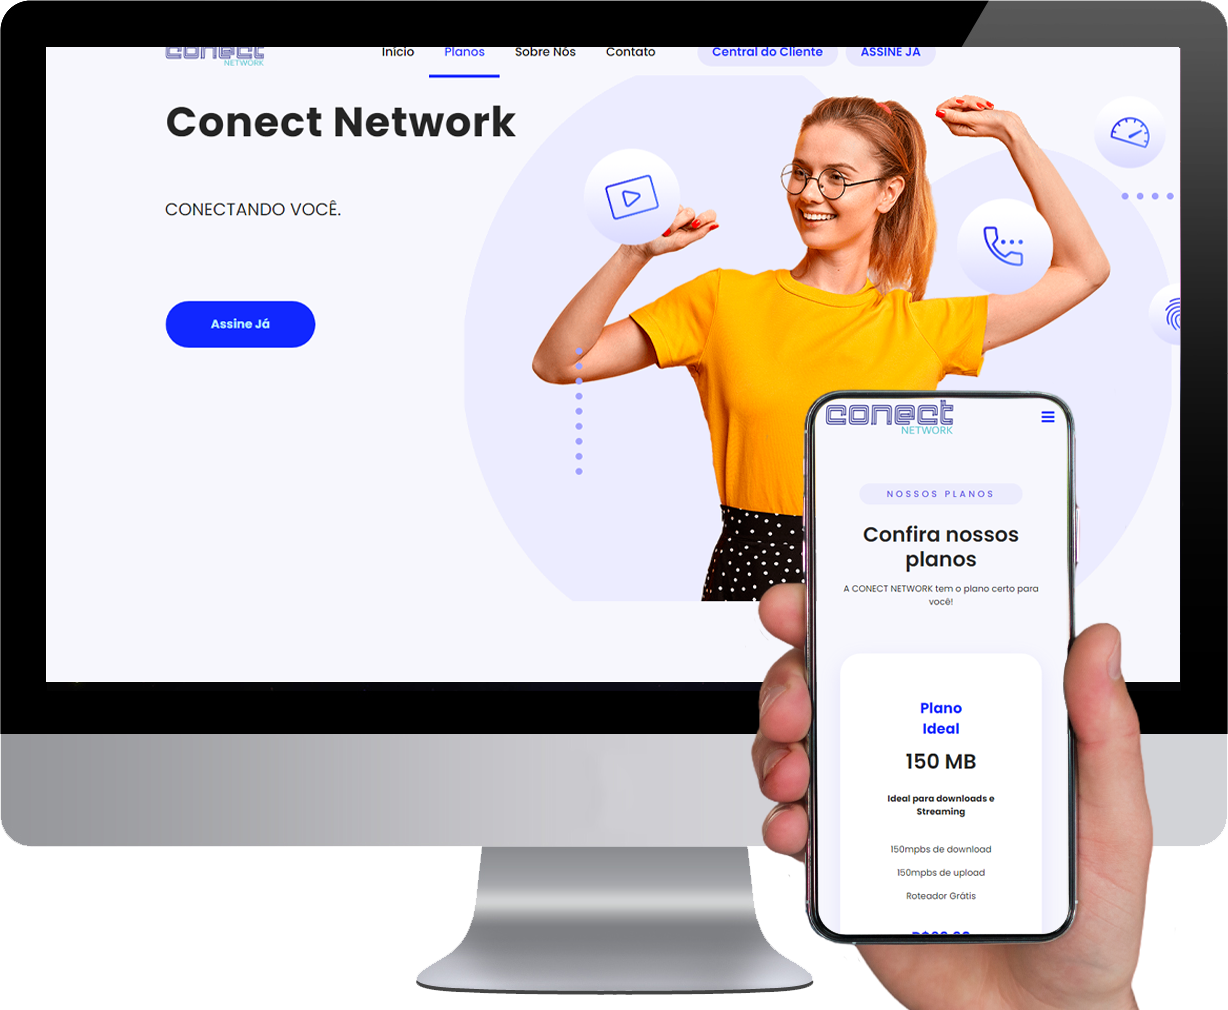 conect
NETWORK
Início
Planos
Sobre Nós
Contato
Central do Cliente
ASSINE JÁ
Conect Network
CONECTANDO VOCÊ.
Assine Já
conect
NETWORK
NOSSOS PLANOS
Confira nossos
planos
A CONECT NETWORK tem o plano certo para
você!
Plano
Ideal
150 MB
Ideal para downloads e
Streaming
150mpbs de download
150mpbs de upload
Roteador Grátis